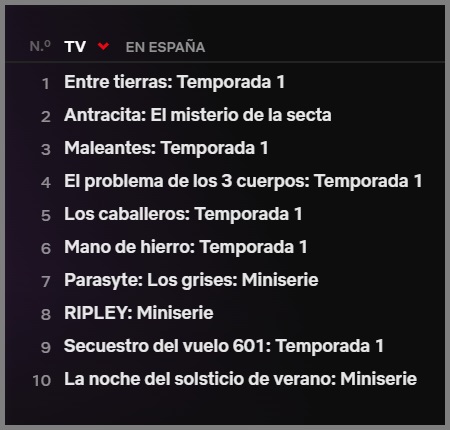 N.º TV EN ESPAÑA
1 Entre tierras: Temporada 1
2 Antracita: El misterio de la secta
3 Maleantes: Temporada 1
4 El problema de los 3 cuerpos: Temporada 1
5 Los caballeros: Temporada 1
6 Mano de hierro: Temporada 1
7 Parasyte: Los grises: Miniserie
8 RIPLEY: Miniserie
9 Secuestro del vuelo 601: Temporada 1
10 La noche del solsticio de verano: Miniserie